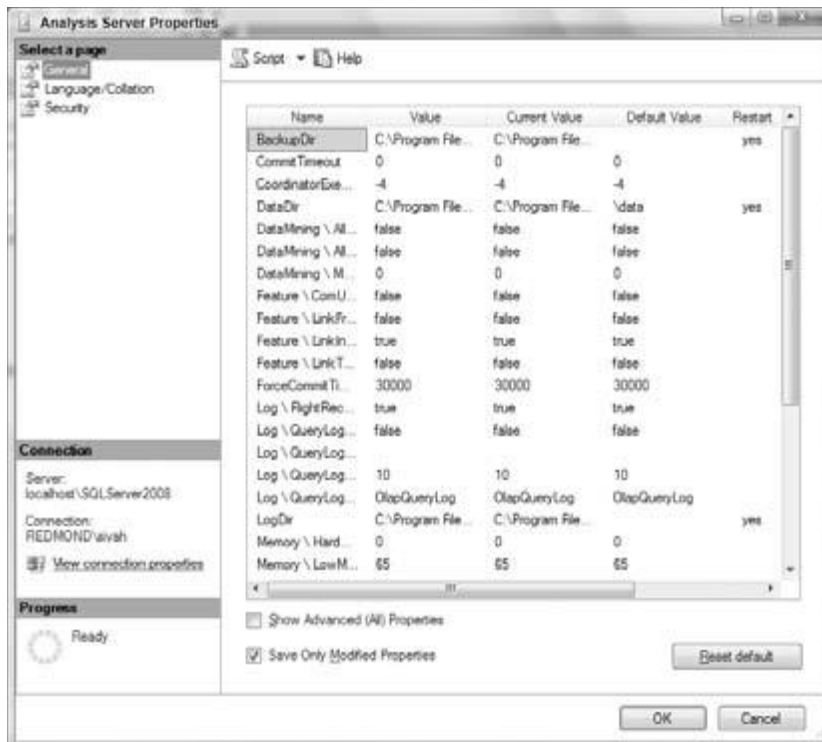 Analysis Server Properties
Select a page
General
Language/Collation
Security
Script Help
Name Value Current Value Default Value Restart
BackupDir C:\Program File... C:\Program File... yes
CommitTimeout 0 0 0
CoordinatorExe... -4 -4 -4
DataDir C:\Program File... C:\Program File... \data yes
DataMining \ All... false false false
DataMining \ All... false false false
DataMining \ M... 0 0 0
Feature \ ComU... false false false
Feature \ LinkFr... false false false
Feature \ LinkIn... true true true
Feature \ LinkT... false false false
ForceCommitTi... 30000 30000 30000
Log \ FlightRec... true true true
Log \ QueryLog... false false false
Log \ QueryLog...
Log \ QueryLog... 10 10 10
Log \ QueryLog... OlapQueryLog OlapQueryLog OlapQueryLog
LogDir C:\Program File... C:\Program File... yes
Memory \ Hard... 0 0 0
Memory \ LowM... 65 65 65
Connection
Server:
localhost\SQLServer2008
Connection:
REDMOND\sivah
View connection properties
Progress
Ready
Show Advanced (All) Properties
Save Only Modified Properties
Reset default
OK Cancel